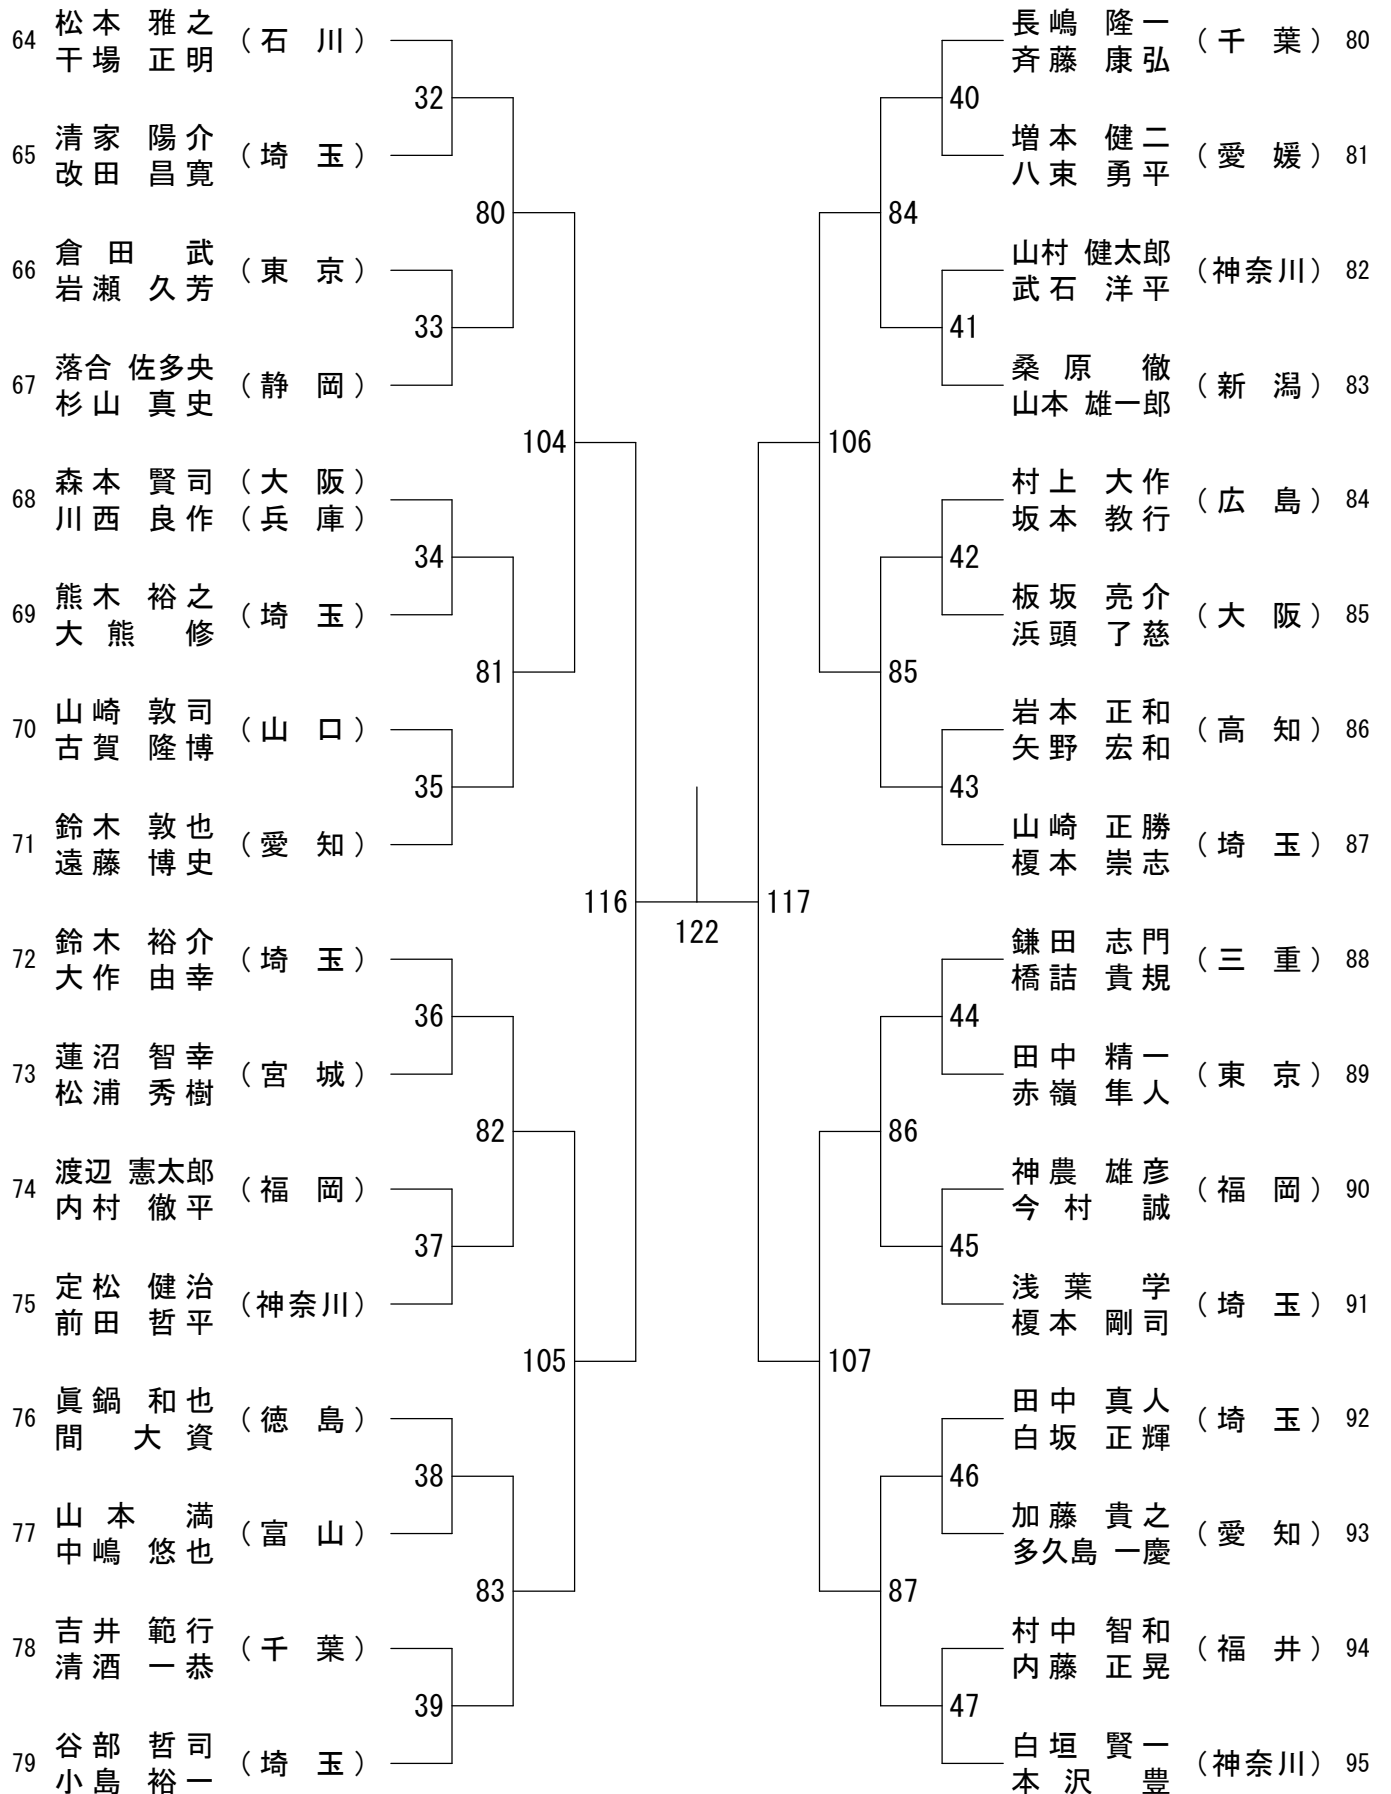 64 松本 雅之 (石川)
干場 正明
65 清家 陽介 (埼玉)
改田 昌寛
66 倉田 武 (東京)
岩瀬 久芳
67 落合 佐多央 (静岡)
杉山 真史
68 森本 賢司 (大阪)
川西 良作 (兵庫)
69 熊木 裕之 (埼玉)
大熊 修
70 山崎 敦司 (山口)
古賀 隆博
71 鈴木 敦也 (愛知)
遠藤 博史
72 鈴木 裕介 (埼玉)
大作 由幸
73 蓮沼 智幸 (宮城)
松浦 秀樹
74 渡辺 憲太郎 (福岡)
内村 徹平
75 定松 健治 (神奈川)
前田 哲平
76 眞鍋 和也 (徳島)
間 大資
77 山本 満 (富山)
中嶋 悠也
78 吉井 範行 (千葉)
清酒 一恭
79 谷部 哲司 (埼玉)
小島 裕一
32
33
34
35
36
37
38
39
80
81
82
83
104
105
116
122
117
106
107
84
85
86
87
40
41
42
43
44
45
46
47
長嶋 隆一 (千葉) 80
斉藤 康弘
増本 健二 (愛媛) 81
八束 勇平
山村 健太郎 (神奈川) 82
武石 洋平
桑原 徹 (新潟) 83
山本 雄一郎
村上 大作 (広島) 84
坂本 教行
板坂 亮介 (大阪) 85
浜頭 了慈
岩本 正和 (高知) 86
矢野 宏和
山崎 正勝 (埼玉) 87
榎本 崇志
鎌田 志門 (三重) 88
橋詰 貴規
田中 精一 (東京) 89
赤嶺 隼人
神農 雄彦 (福岡) 90
今村 誠
浅葉 学 (埼玉) 91
榎本 剛司
田中 真人 (埼玉) 92
白坂 正輝
加藤 貴之 (愛知) 93
多久島 一慶
村中 智和 (福井) 94
内藤 正晃
白垣 賢一 (神奈川) 95
本沢 豊